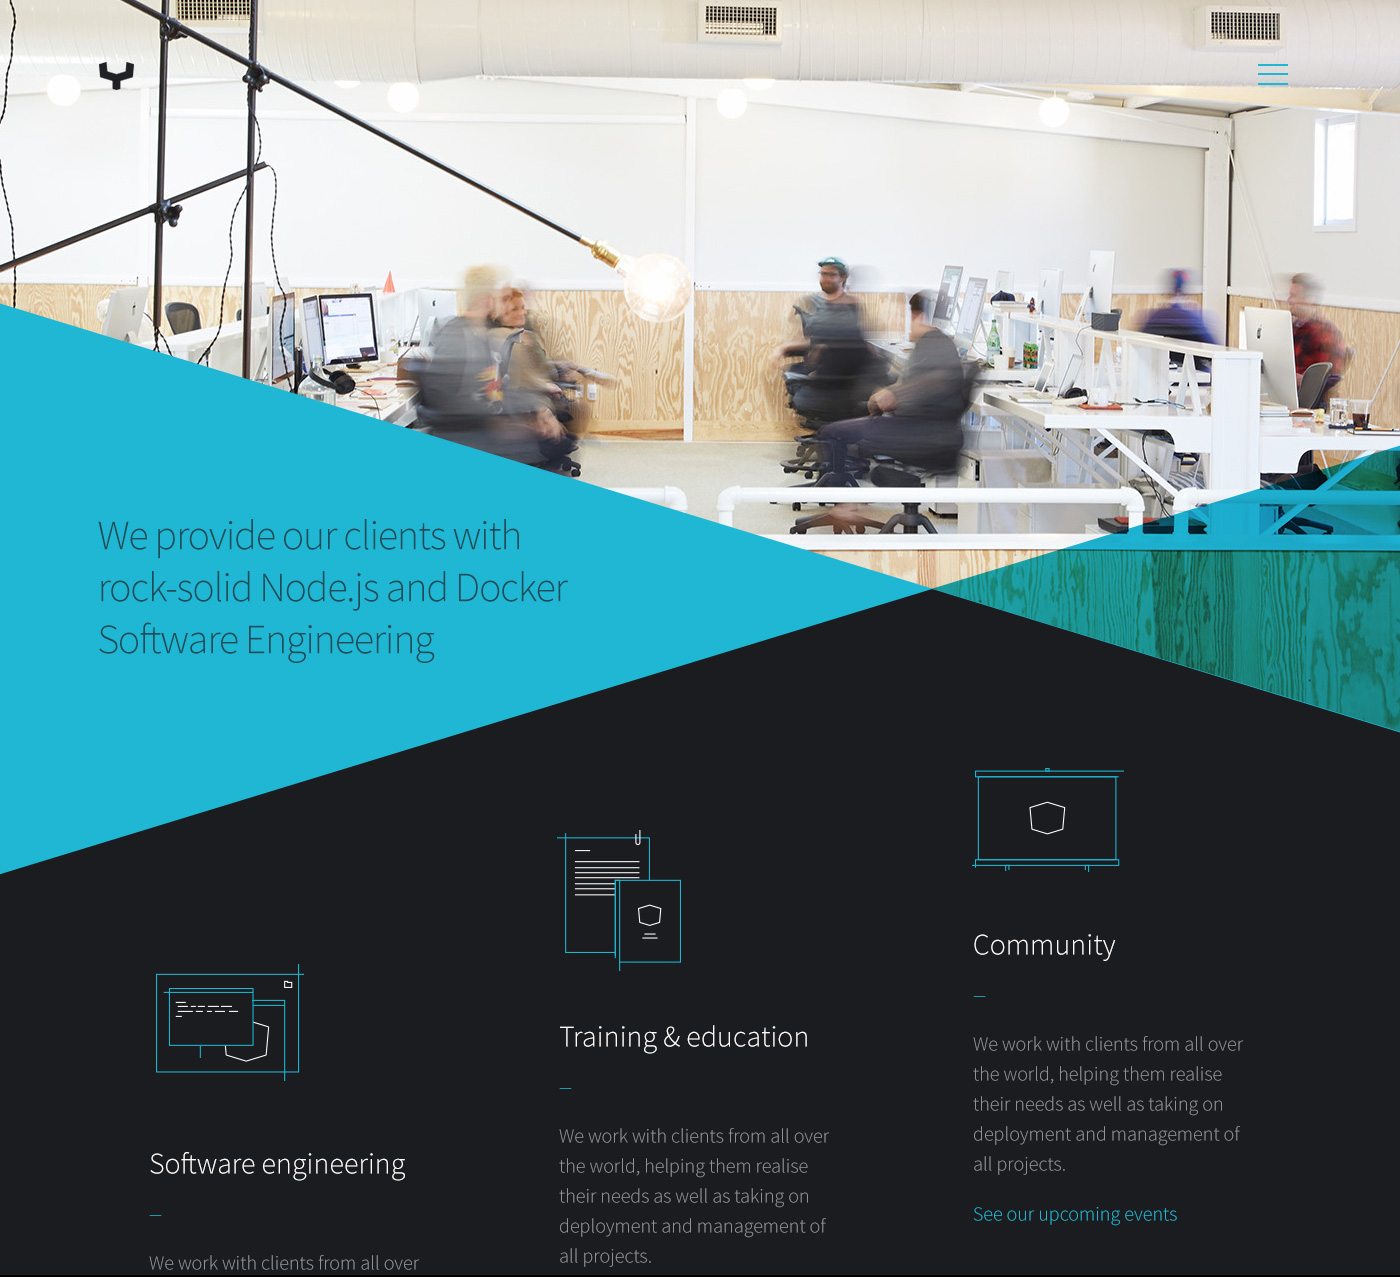 We provide our clients with
rock-solid Node.js and Docker
Software Engineering
Software engineering
We work with clients from all over
Training & education
We work with clients from all over
the world, helping them realise
their needs as well as taking on
deployment and management of
all projects.
Community
We work with clients from all over
the world, helping them realise
their needs as well as taking on
deployment and management of
all projects.
See our upcoming events